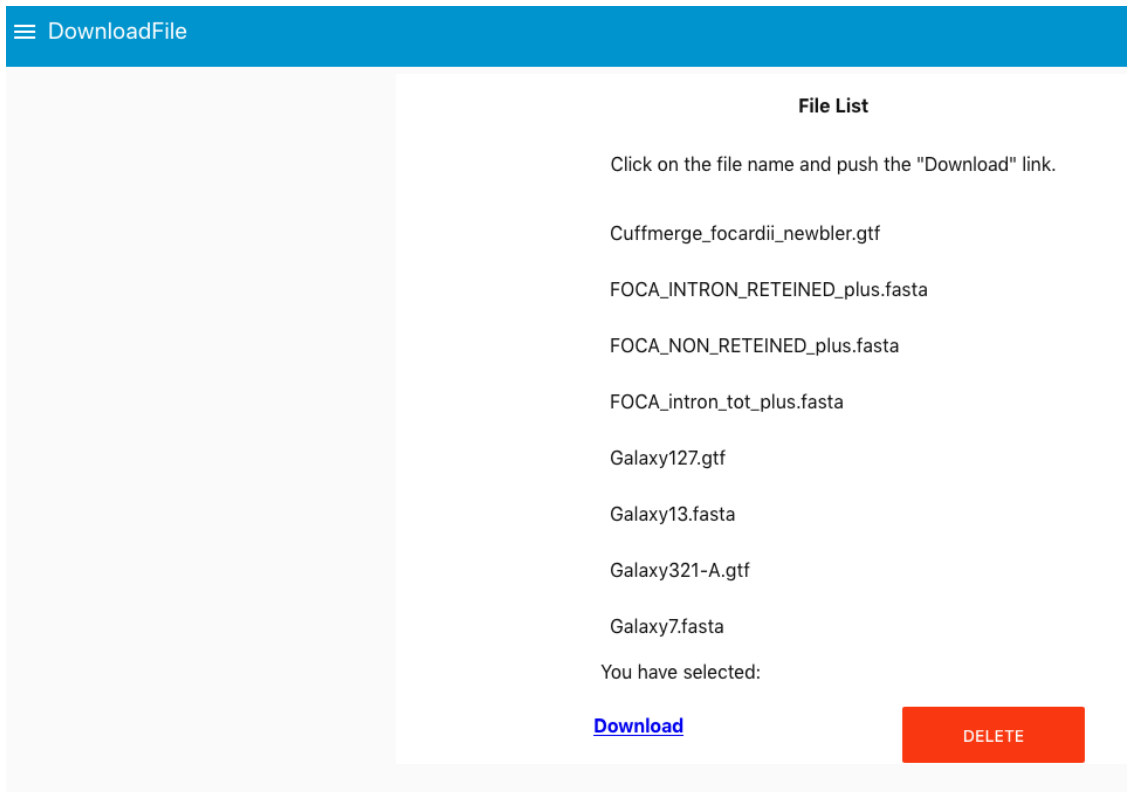 DownloadFile
File List
Click on the file name and push the "Download" link.
Cuffmerge_focardii_newbler.gtf
FOCA_INTRON_RETEINED_plus.fasta
FOCA_NON_RETEINED_plus.fasta
FOCA_intron_tot_plus.fasta
Galaxy127.gtf
Galaxy13.fasta
Galaxy321-A.gtf
Galaxy7.fasta
You have selected:
Download DELETE